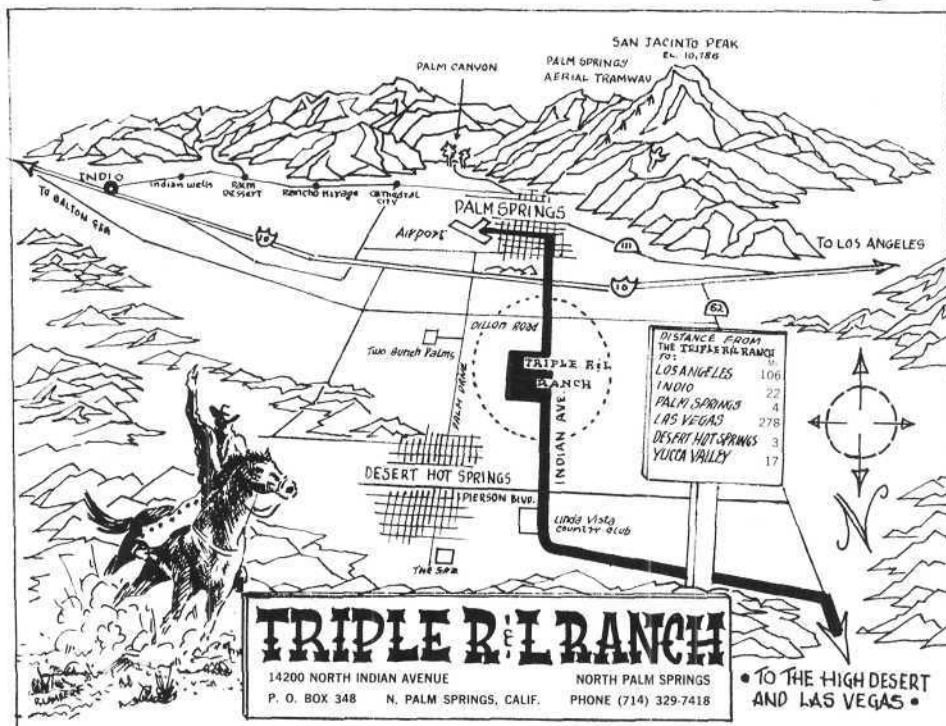 SAN JACINTO PEAK
EL. 10,786
PALM SPRINGS
AERIAL TRAMWAY
PALM CANYON
INDIO
Indian Wells
PALM
DESSERT
Rancho Mirage
CATHEDRAL
CITY
TO SALTON SEA
10
PALM SPRINGS
AIRPORT
111
TO LOS ANGELES
10
62
DILLON ROAD
Two Bunch Palms
PALM DRIVE
TRIPLE R&L
RANCH
INDIAN AVE.
DISTANCE FROM
THE TRIPLE R&L RANCH
TO:
LOS ANGELES 106
INDIO 22
PALM SPRINGS 4
LAS VEGAS 278
DESERT HOT SPRINGS 3
YUCCA VALLEY 17
N
DESERT HOT SPRINGS
PIERSON BLVD.
Linda Vista
Country Club
THE SPA
TRIPLE R & L RANCH
14200 NORTH INDIAN AVENUE NORTH PALM SPRINGS
P. O. BOX 348 N. PALM SPRINGS, CALIF. PHONE (714) 329-7418
• TO THE HIGH DESERT
AND LAS VEGAS •